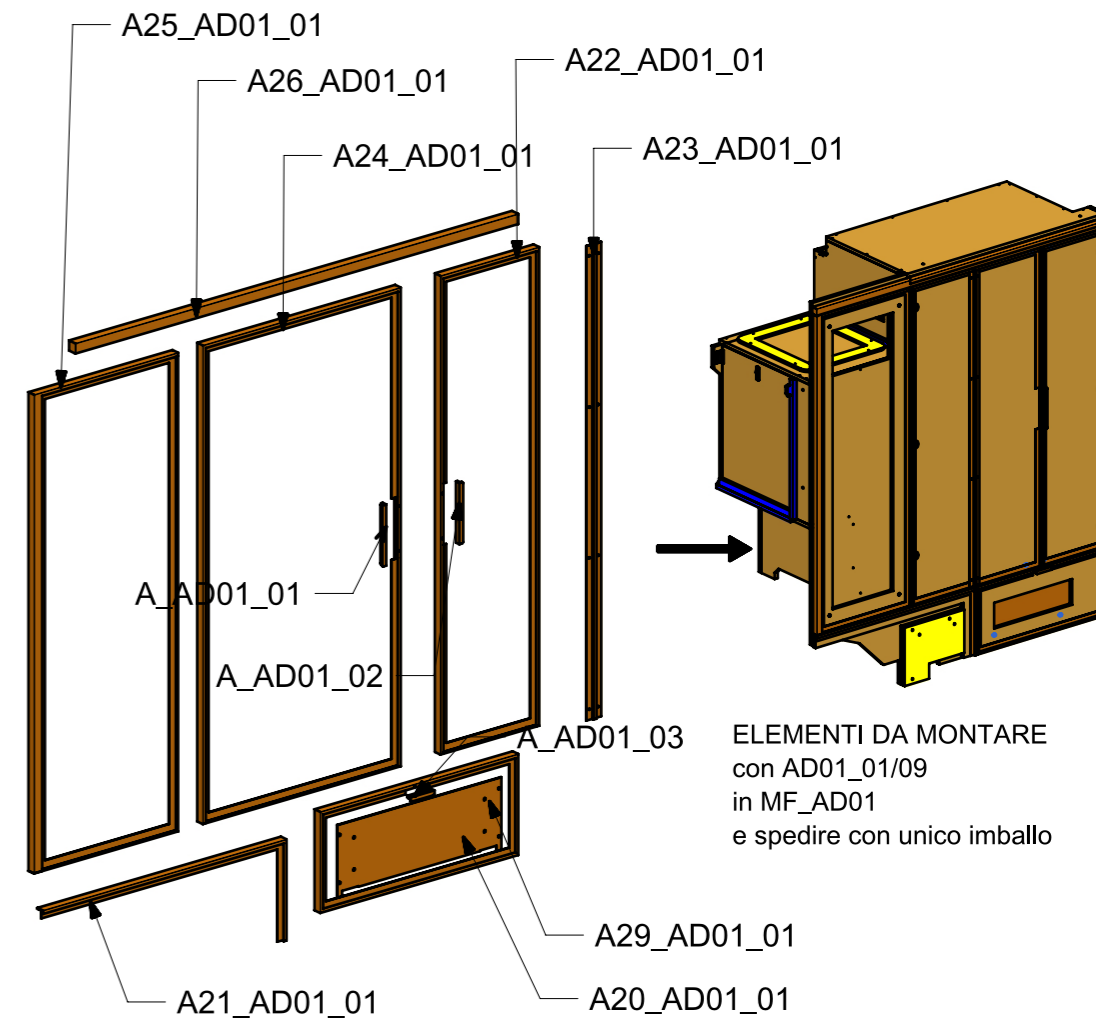 A25_AD01_01
A26_AD01_01
A22_AD01_01
A24_AD01_01
A23_AD01_01
A_AD01_01
A_AD01_02
A_AD01_03
ELEMENTI DA MONTARE
con AD01_01/09
in MF_AD01
e spedire con unico imballo
A29_AD01_01
A21_AD01_01
A20_AD01_01